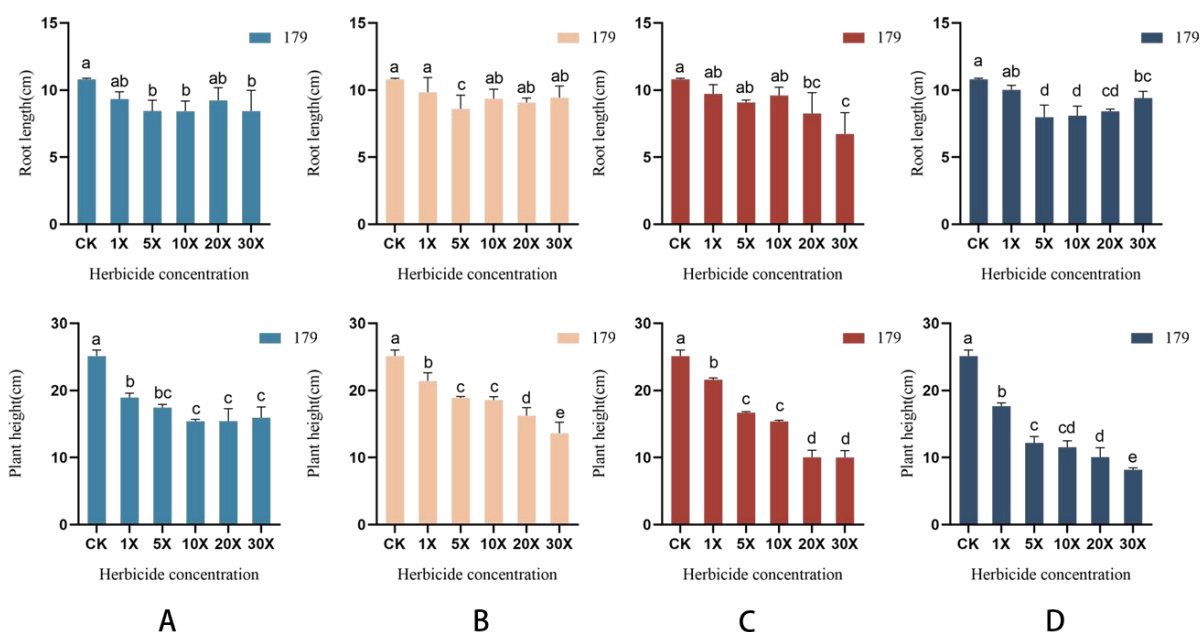 15
10
5
0
Root length(cm)
179
a
ab
b
b
ab
b
CK 1X 5X 10X 20X 30X
Herbicide concentration
15
10
5
0
Root length(cm)
179
a
a
c
ab
ab
ab
CK 1X 5X 10X 20X 30X
Herbicide concentration
15
10
5
0
Root length(cm)
179
a
ab
ab
ab
bc
c
CK 1X 5X 10X 20X 30X
Herbicide concentration
15
10
5
0
Root length(cm)
179
a
ab
d
d
cd
bc
CK 1X 5X 10X 20X 30X
Herbicide concentration
30
20
10
0
Plant height(cm)
179
a
b
bc
c
c
c
CK 1X 5X 10X 20X 30X
Herbicide concentration
30
20
10
0
Plant height(cm)
179
a
b
c
c
d
e
CK 1X 5X 10X 20X 30X
Herbicide concentration
30
20
10
0
Plant height(cm)
179
a
b
c
c
d
d
CK 1X 5X 10X 20X 30X
Herbicide concentration
30
20
10
0
Plant height(cm)
179
a
b
c
cd
d
e
CK 1X 5X 10X 20X 30X
Herbicide concentration
A
B
C
D